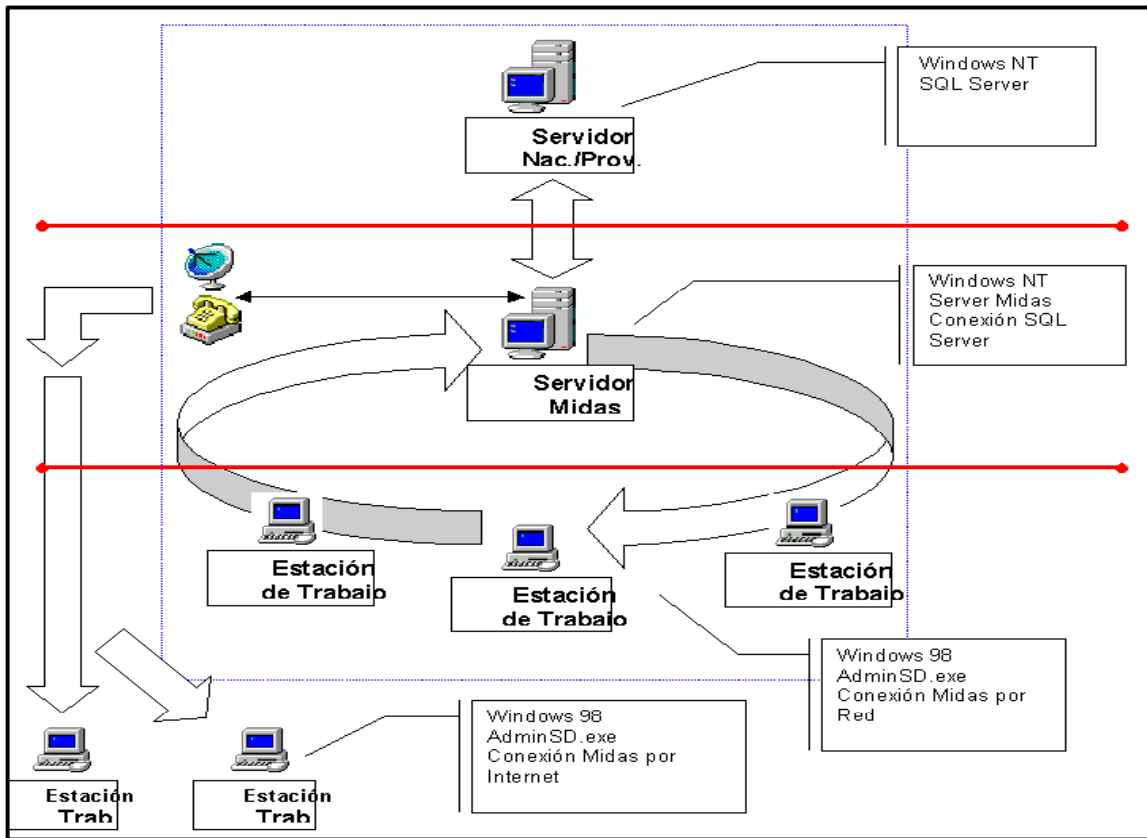 Windows NT
SQL Server
Servidor
Nac./Prov.
Windows NT
Server Midas
Conexión SQL
Server
Servidor
Midas
Estación
de Trabajo
Estación
de Trabajo
Estación
de Trabajo
Windows 98
AdminSD.exe
Conexión Midas por
Red
Windows 98
AdminSD.exe
Conexión Midas por
Internet
Estación
Trab
Estación
Trab